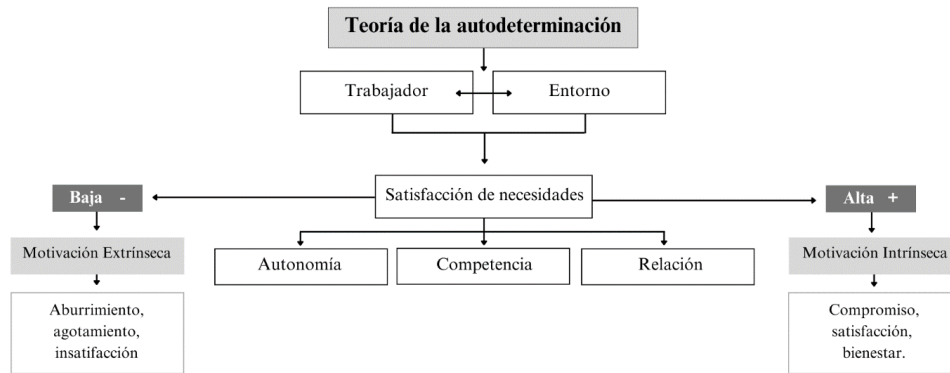 Teoría de la autodeterminación
Trabajador
Entorno
Satisfacción de necesidades
Baja -
Alta +
Motivación Extrínseca
Autonomía
Competencia
Relación
Motivación Intrínseca
Aburrimiento,
agotamiento,
insatifacción
Compromiso,
satisfacción,
bienestar.